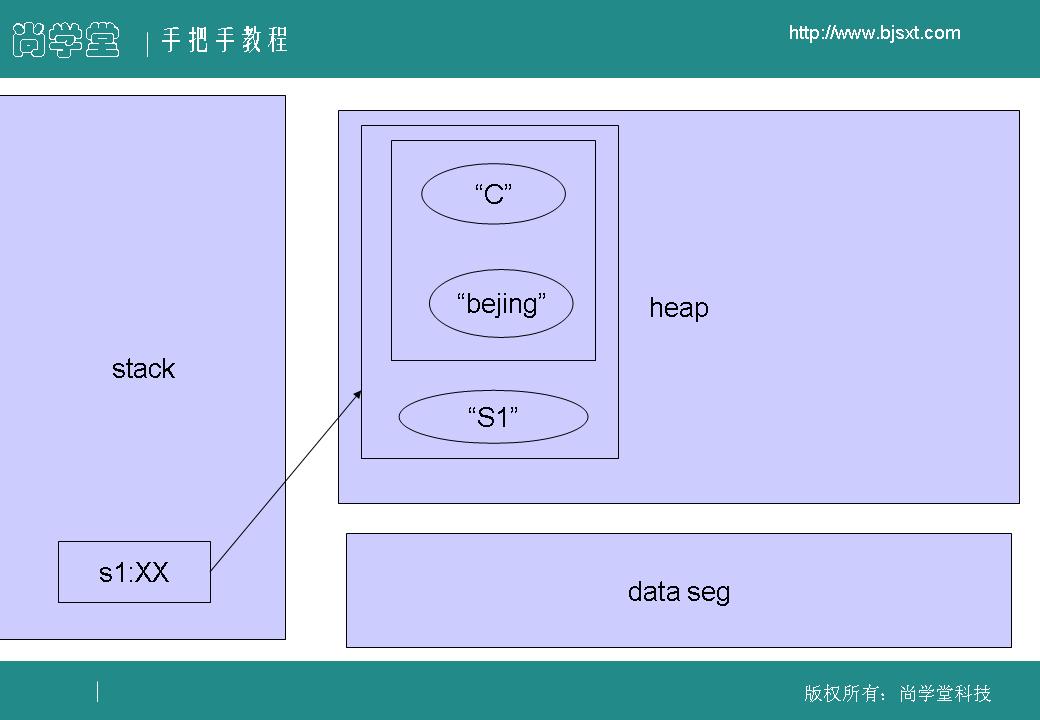 尚学堂
手把手教程
http://www.bjsxt.com
stack
s1:XX
“C”
“bejing”
“S1”
heap
data seg
版权所有：尚学堂科技